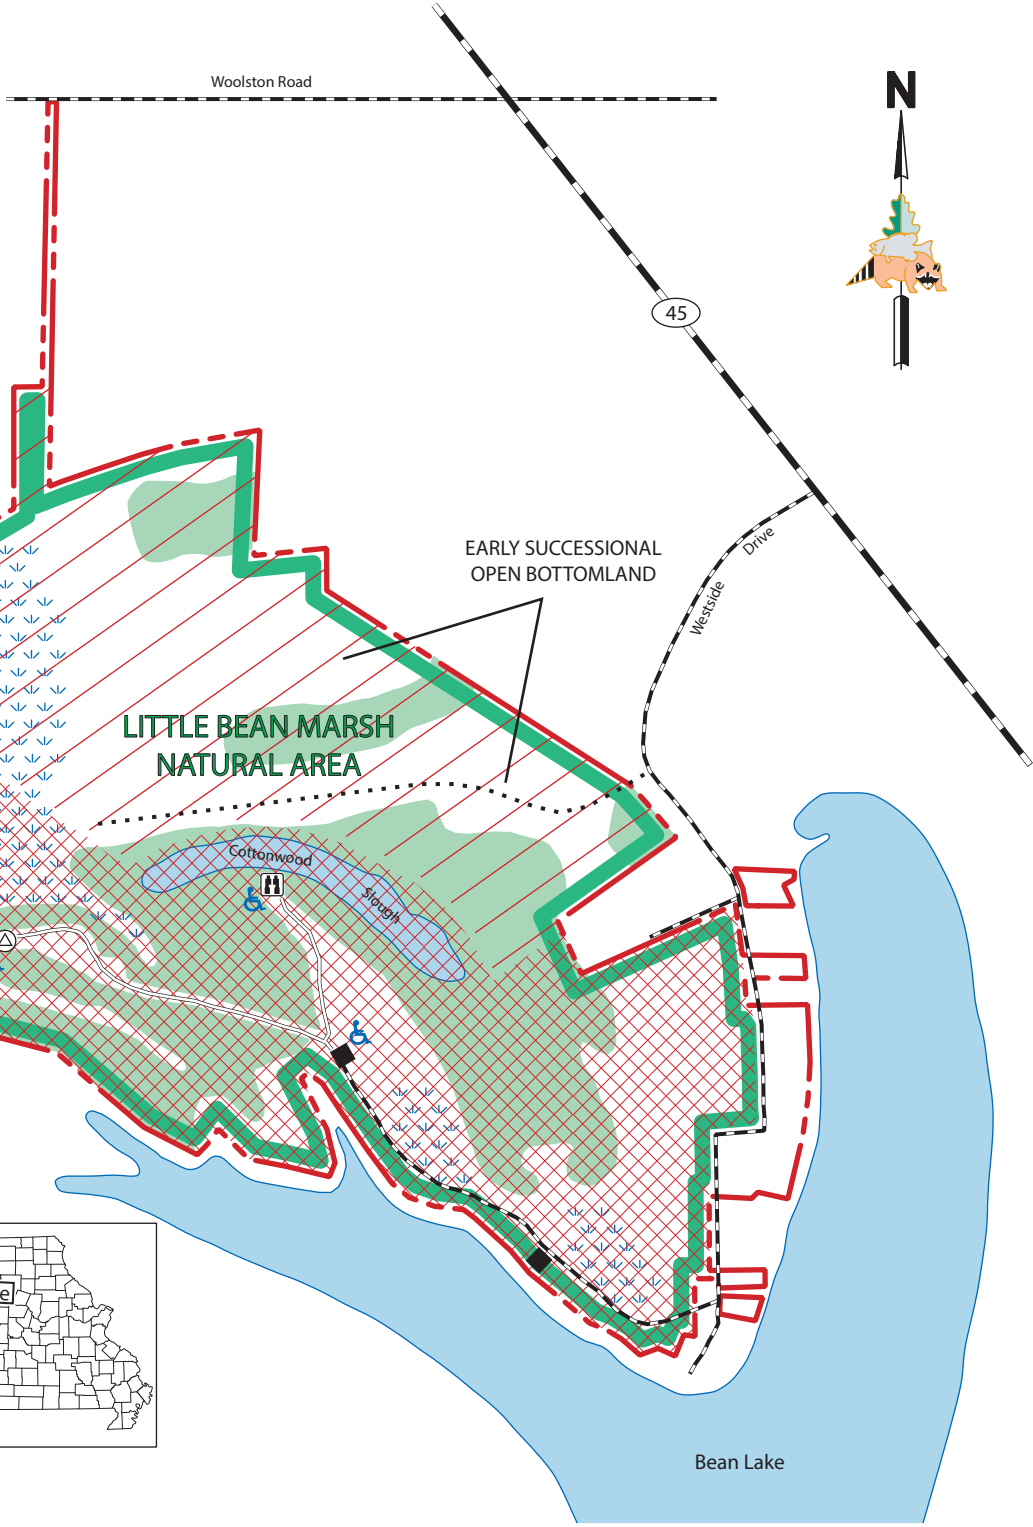 Woolston Road
N
45
EARLY SUCCESSIONAL
OPEN BOTTOMLAND
Drive
Westside
LITTLE BEAN MARSH
NATURAL AREA
Cottonwood
Slough
e
Bean Lake